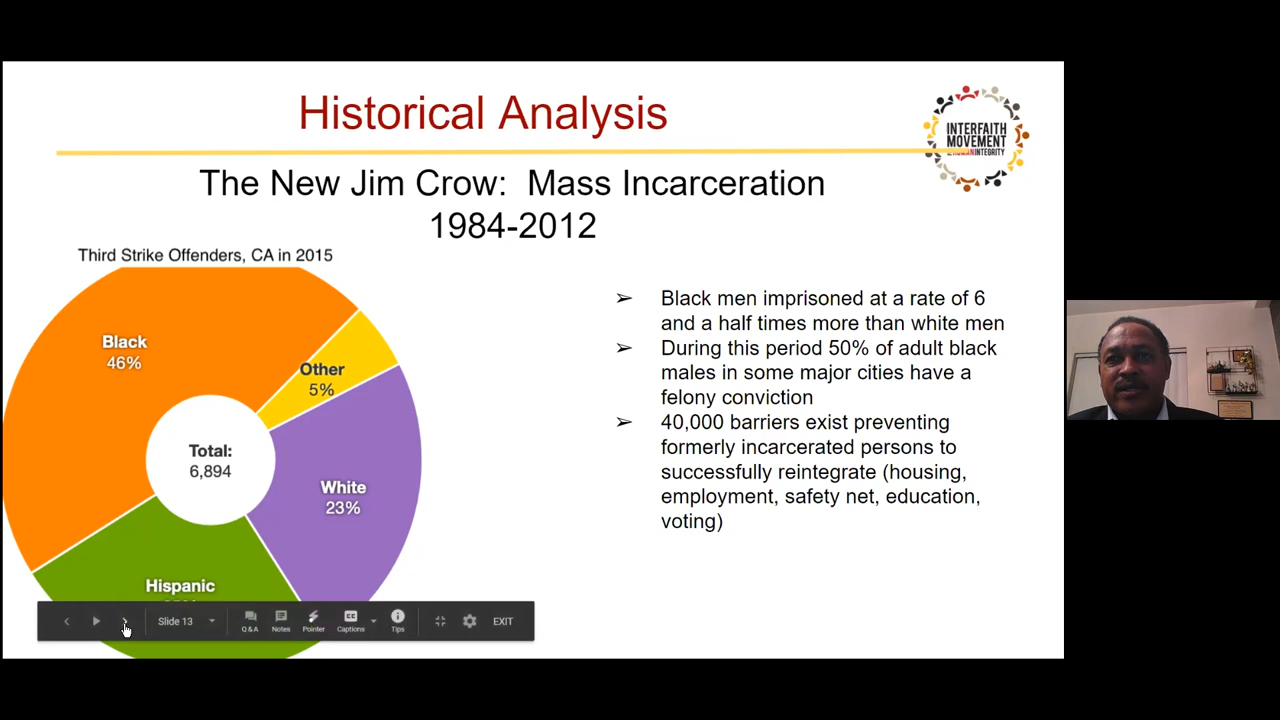 Historical Analysis
INTERFAITH
MOVEMENT
INTEGRITY
The New Jim Crow: Mass Incarceration
1984-2012
Third Strike Offenders, CA in 2015
Black
46%
Other
5%
Total:
6,894
White
23%
Hispanic
➢ Black men imprisoned at a rate of 6
and a half times more than white men
➢ During this period 50% of adult black
males in some major cities have a
felony conviction
➢ 40,000 barriers exist preventing
formerly incarcerated persons to
successfully reintegrate (housing,
employment, safety net, education,
voting)
Slide 13
Q&A
Notes
Pointer
Captions
Tips
EXIT